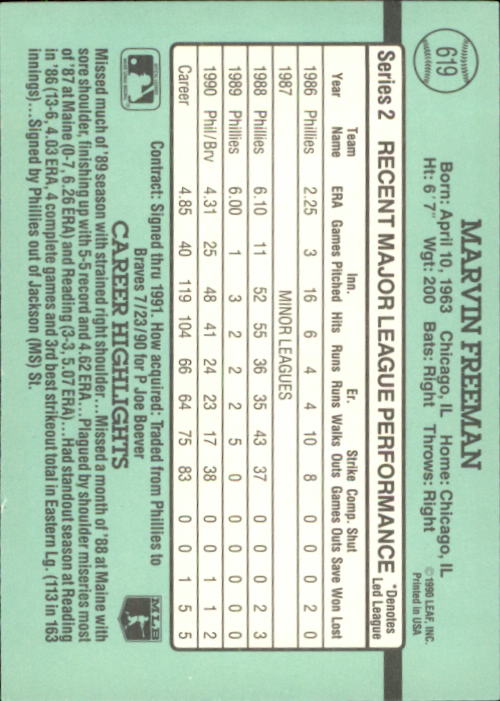 619
MARVIN FREEMAN
Born: April 10, 1963 Chicago, IL Home: Chicago, IL
Ht: 6' 7" Wgt: 200 Bats: Right Throws: Right
© 1990 LEAF, INC.
Printed in USA
Series 2 RECENT MAJOR LEAGUE PERFORMANCE *Denotes Led League
Team Inn. Er. Strike Comp. Shut
Year Name ERA Games Pitched Hits Runs Runs Walks Outs Games Outs Save Won Lost
1986 Phillies 2.25 3 16 6 4 4 10 8 0 0 0 2 0
1987 MINOR LEAGUES
1988 Phillies 6.10 11 52 55 36 35 43 37 0 0 0 2 3
1989 Phillies 6.00 1 3 2 2 2 5 0 0 0 0 0 0
1990 Phil/Brv 4.31 25 48 41 24 23 17 38 0 0 1 1 2
Career 4.85 40 119 104 66 64 75 83 0 0 1 5 5
Contract: Signed thru 1991. How acquired: Traded from Phillies to
Braves 7/23/90 for P Joe Boever
CAREER HIGHLIGHTS
MLB
Missed much of '89 season with strained right shoulder...Missed a month of '88 at Maine with
sore shoulder, finishing up with 5-5 record and 4.62 ERA...Plagued by shoulder miseries most
of '87 at Maine (0-7, 6.26 ERA) and Reading (3-3, 5.07 ERA)...Had standout season at Reading
in '86 (13-6, 4.03 ERA, 4 complete games and 3rd best strikeout total in Eastern Lg. (113 in 163
innings)...Signed by Phillies out of Jackson (MS) St.